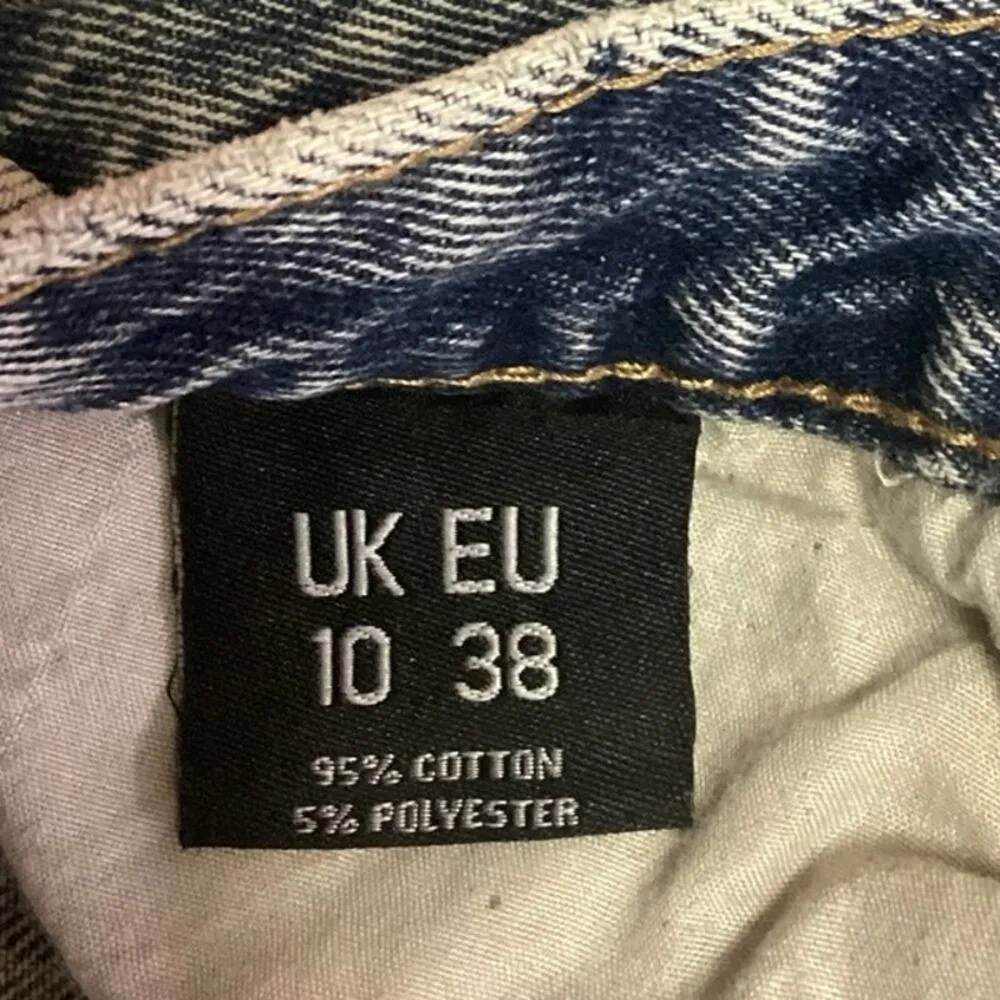 UK EU
10 38
95% COTTON
5% POLYESTER